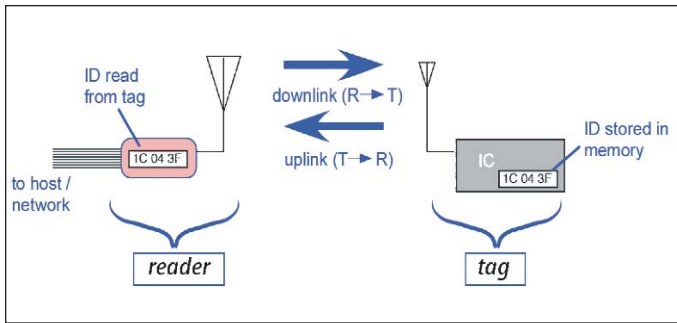 ID read
from tag
1C 04 3F
to host /
network
reader
downlink (R→T)
uplink (T→R)
IC
1C 04 3F
ID stored in
memory
tag